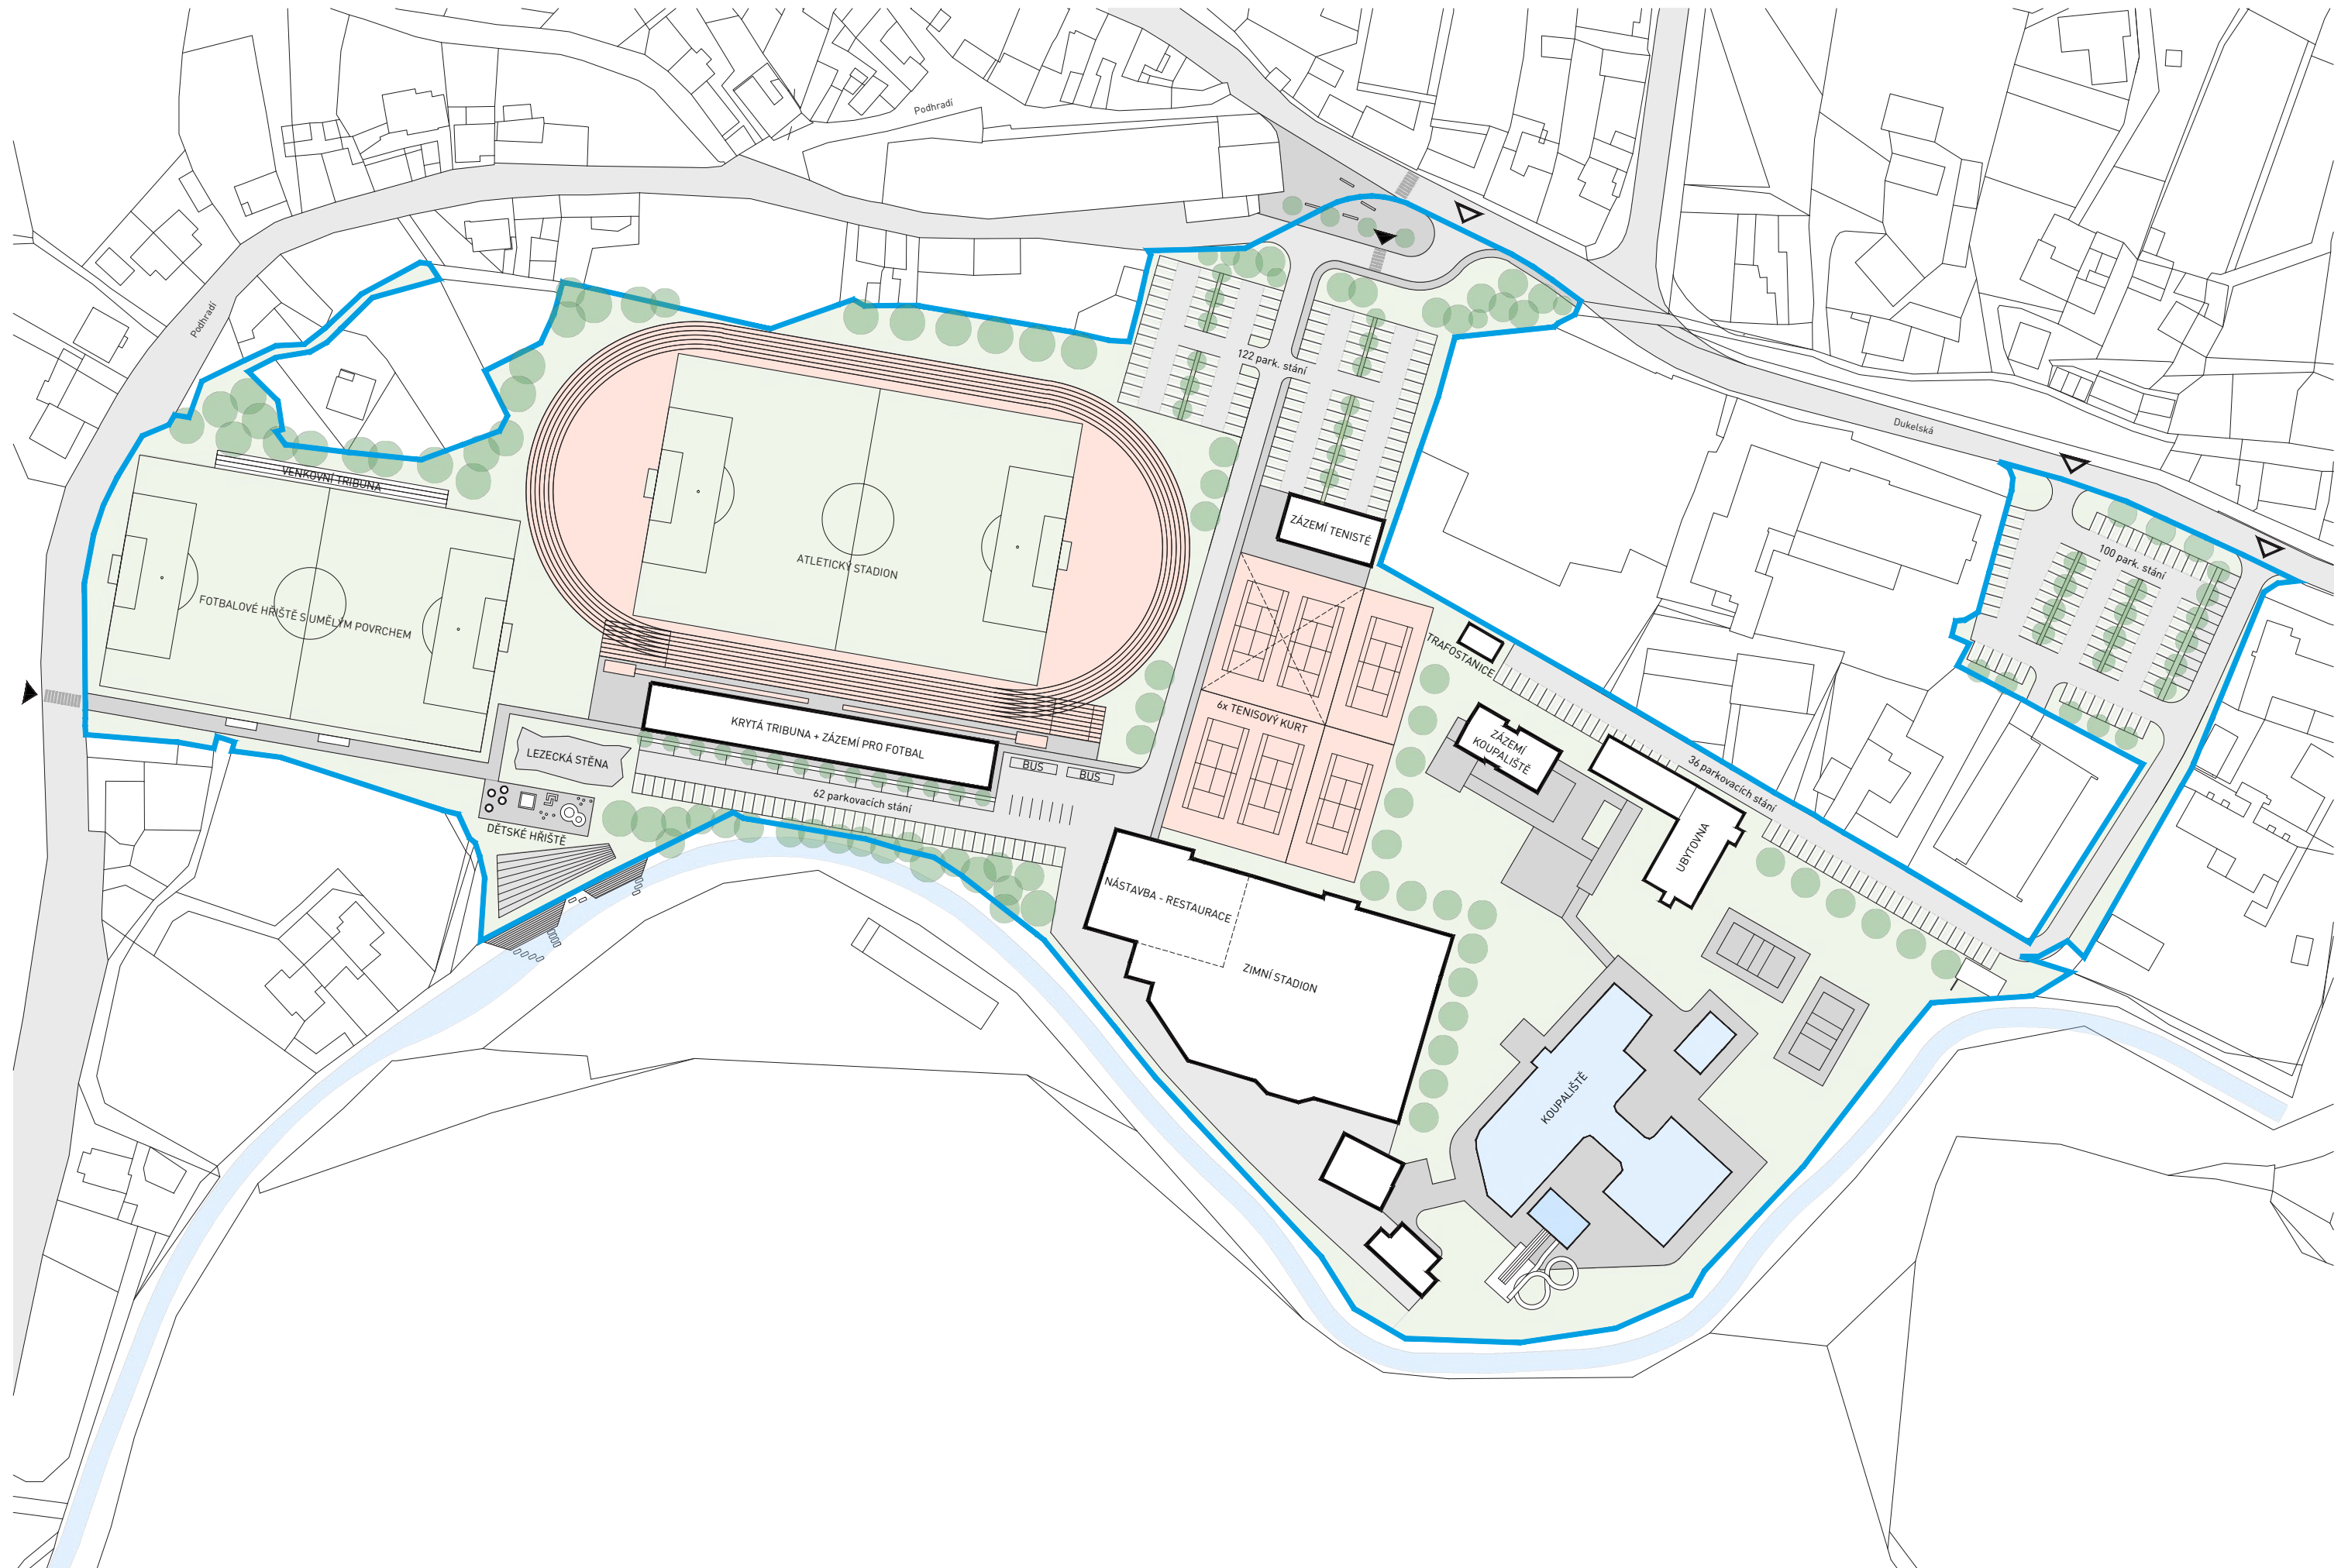 Podhradí
Podhradí
122 park. stání
Dukelská
VENKOVNÍ TRIBUNA
ZÁZEMÍ TENISTÉ
100 park. stání
ATLETICKÝ STADION
FOTBALOVÉ HŘIŠTĚ S UMĚLÝM POVRCHEM
TRAFOSTANICE
6x TENISOVÝ KURT
KRYTÁ TRIBUNA + ZÁZEMÍ PRO FOTBAL
LEZECKÁ STĚNA
BUS
BUS
ZÁZEMÍ
KOUPALIŠTĚ
36 parkovacích stání
62 parkovacích stání
DĚTSKÉ HŘIŠTĚ
UBYTOVNA
NÁSTAVBA - RESTAURACE
ZIMNÍ STADION
KOUPALIŠTĚ